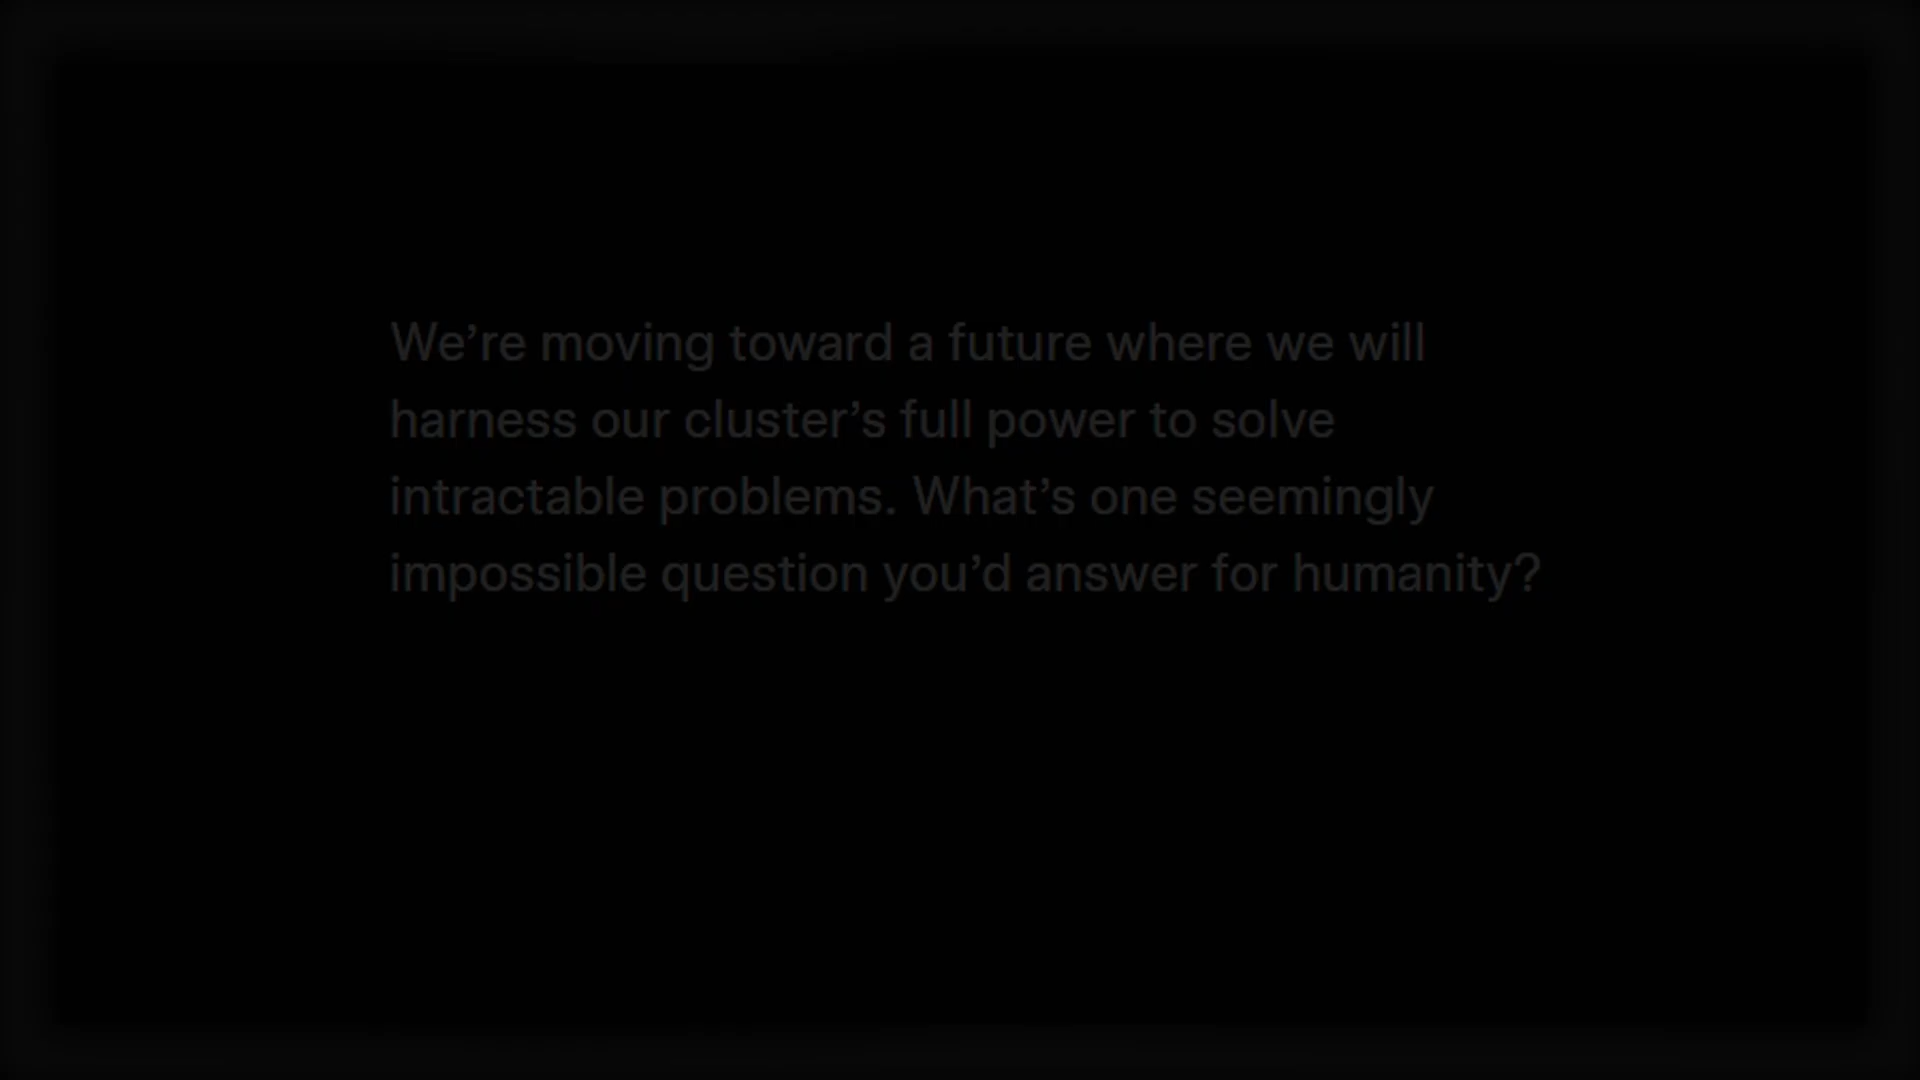 We’re moving toward a future where we will
harness our cluster’s full power to solve
intractable problems. What’s one seemingly
impossible question you’d answer for humanity?